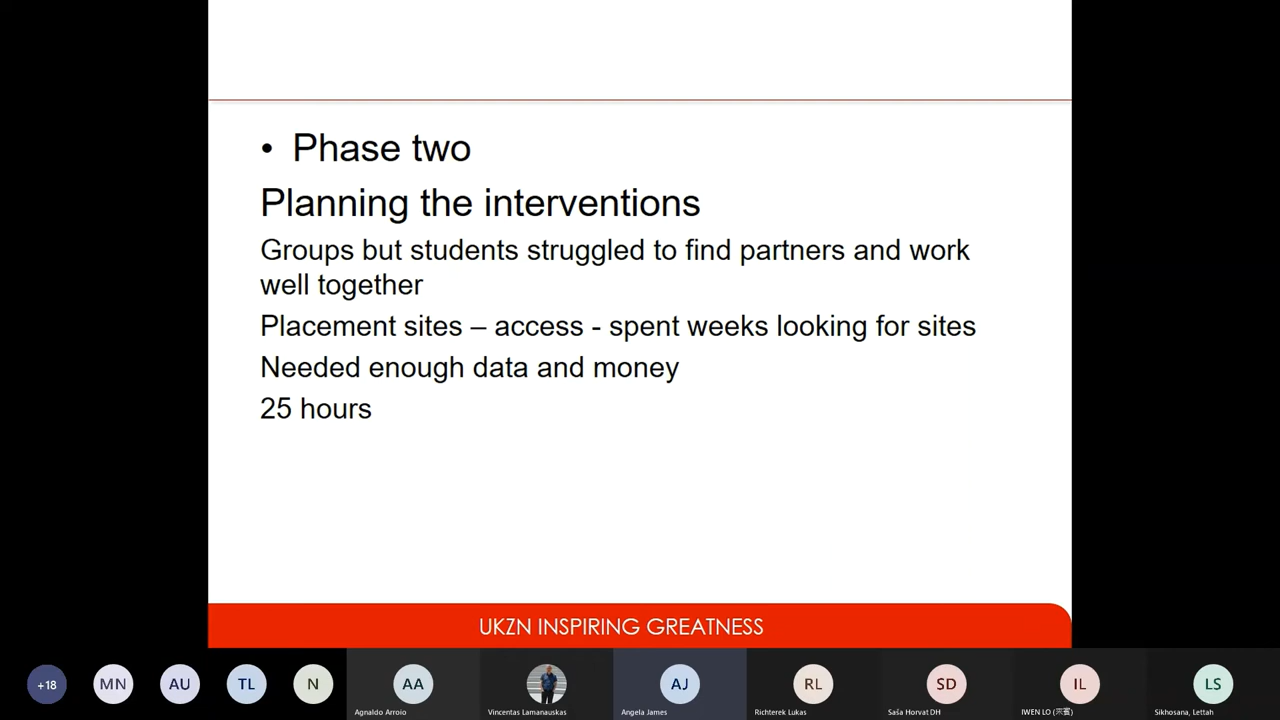 • Phase two
Planning the interventions
Groups but students struggled to find partners and work
well together
Placement sites – access - spent weeks looking for sites
Needed enough data and money
25 hours
UKZN INSPIRING GREATNESS
+18
MN
AU
TL
N
AA
AJ
RL
SD
IL
LS
Agnaldo Arroio
Vincentas Lamanauskas
Angela James
Richterek Lukas
Saša Horvat DH
IWEN LO
Sikhosana, Lettah